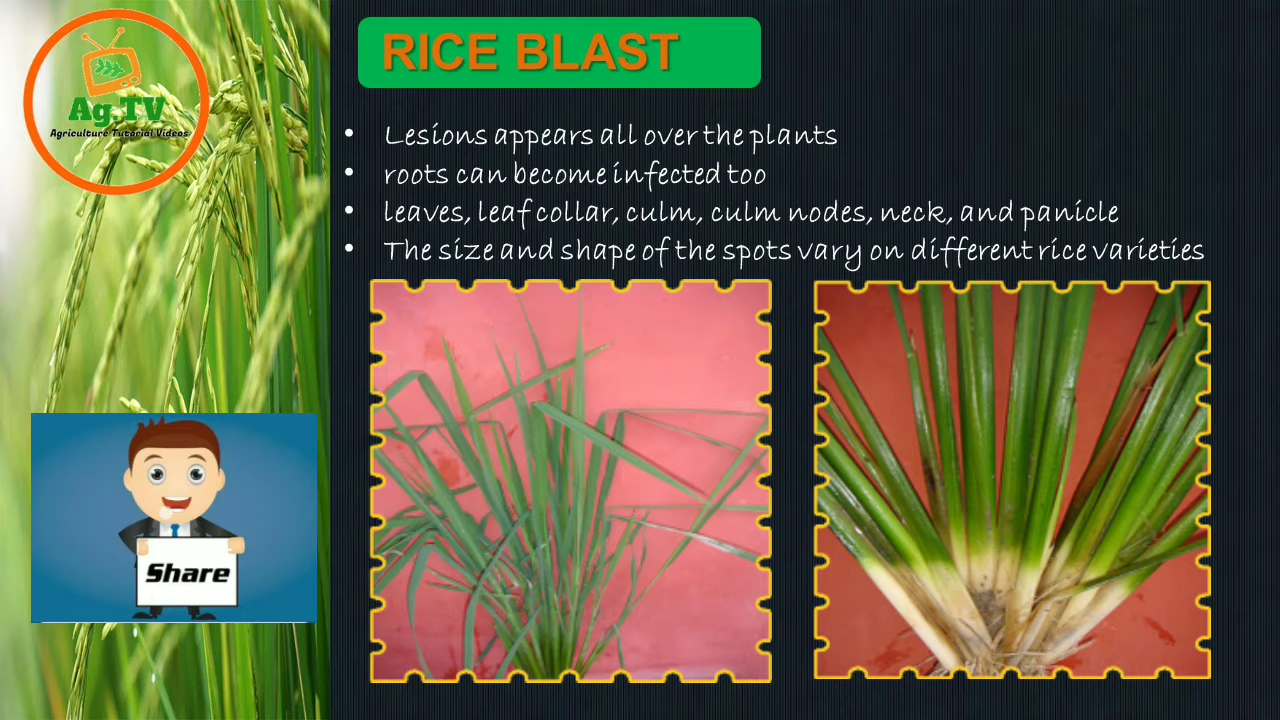 Ag.TV
Agriculture Tutorial Videos
RICE BLAST
• Lesions appears all over the plants
• roots can become infected too
• leaves, leaf collar, culm, culm nodes, neck, and panicle
• The size and shape of the spots vary on different rice varieties
Share